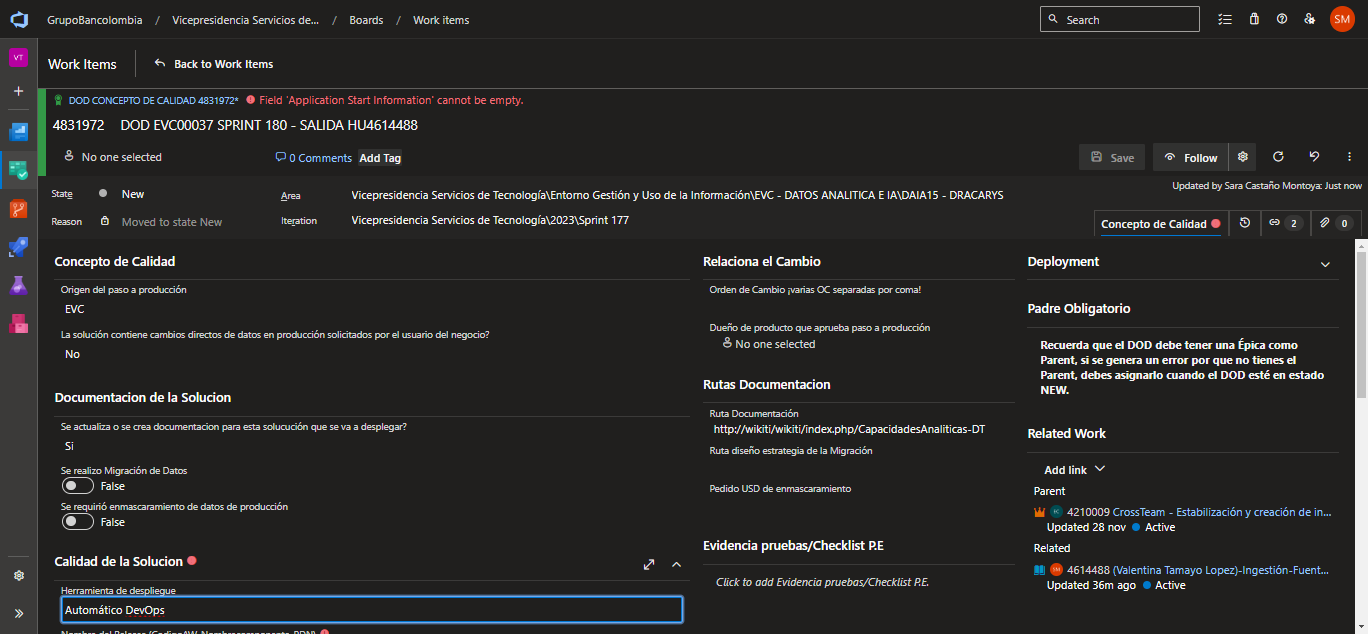 GrupoBancolombia / Vicepresidencia Servicios de... / Boards / Work items
Search
SM
VT
Work Items
Back to Work Items
DOD CONCEPTO DE CALIDAD 4831972* Field 'Application Start Information' cannot be empty.
4831972 DOD EVC00037 SPRINT 180 - SALIDA HU4614488
No one selected
0 Comments
Add Tag
Save
Follow
State
New
Area
Vicepresidencia Servicios de Tecnología\Entorno Gestión y Uso de la Información\EVC - DATOS ANALITICA E IA\DAIA15 - DRACARYS
Updated by Sara Castaño Montoya: Just now
Reason
Moved to state New
Iteration
Vicepresidencia Servicios de Tecnología\2023\Sprint 177
Concepto de Calidad
2
0
Concepto de Calidad
Origen del paso a producción
EVC
La solución contiene cambios directos de datos en producción solicitados por el usuario del negocio?
No
Documentacion de la Solucion
Se actualiza o se crea documentacion para esta solucución que se va a desplegar?
Si
Se realizo Migración de Datos
False
Se requirió enmascaramiento de datos de producción
False
Calidad de la Solucion
Herramienta de despliegue
Automático DevOps
Relaciona el Cambio
Orden de Cambio ¡varias OC separadas por coma!
Dueño de producto que aprueba paso a producción
No one selected
Rutas Documentacion
Ruta Documentación
http://wikiti/wikiti/index.php/CapacidadesAnaliticas-DT
Ruta diseño estrategia de la Migración
Pedido USD de enmascaramiento
Evidencia pruebas/Checklist P.E
Click to add Evidencia pruebas/Checklist P.E.
Deployment
Padre Obligatorio
Recuerda que el DOD debe tener una Épica como
Parent, si se genera un error por que no tienes el
Parent, debes asignarlo cuando el DOD esté en estado
NEW.
Related Work
Add link
Parent
4210009 CrossTeam - Estabilización y creación de in...
Updated 28 nov Active
Related
4614488 (Valentina Tamayo Lopez)-Ingestión-Fuent...
Updated 36m ago Active